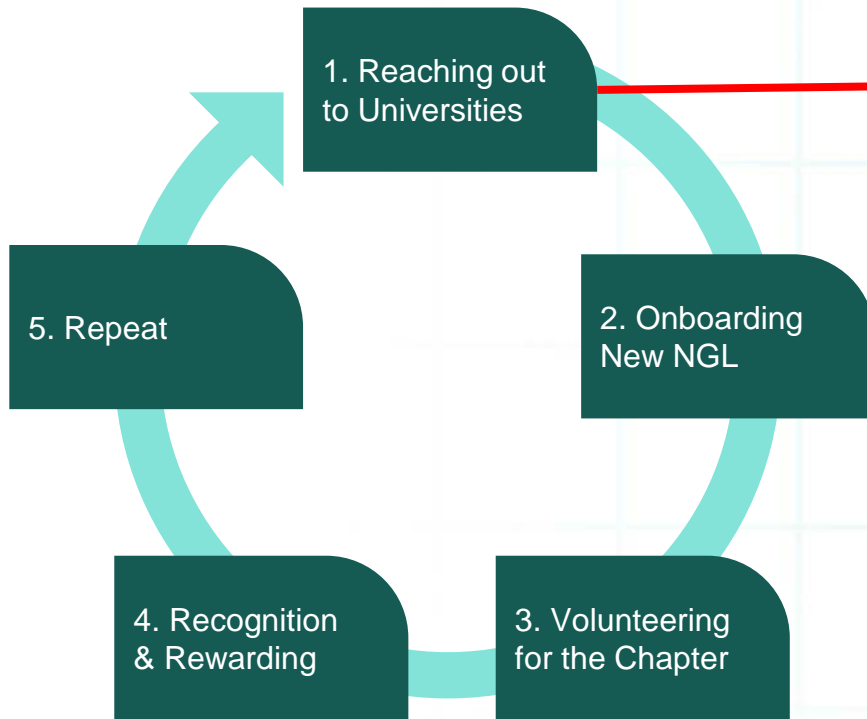 1. Reaching out
to Universities
2. Onboarding
New NGL
3. Volunteering
for the Chapter
4. Recognition
& Rewarding
5. Repeat